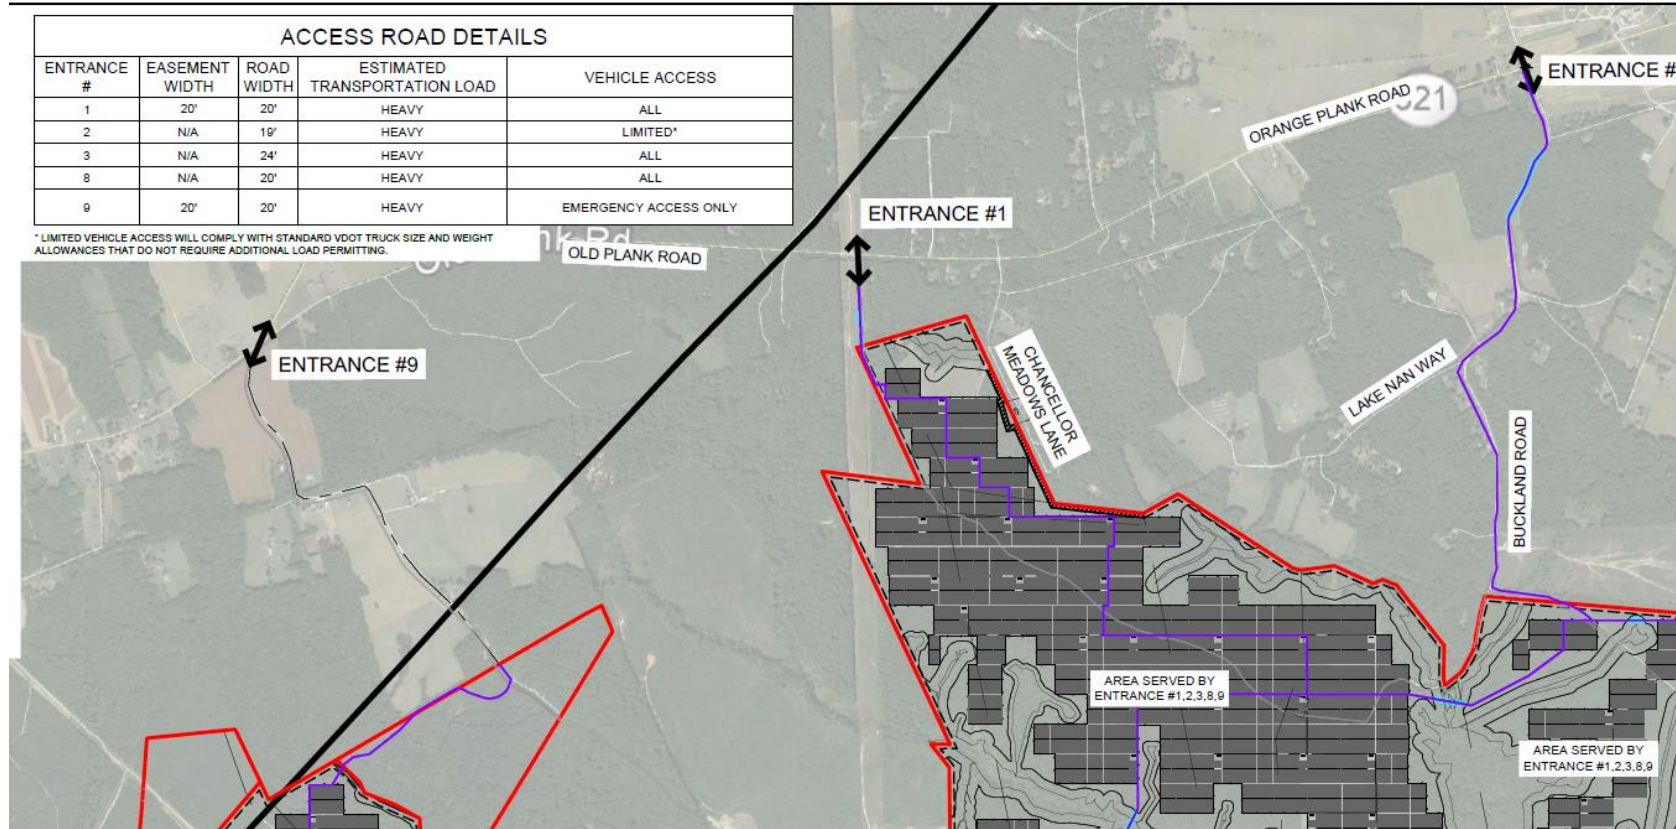 ACCESS ROAD DETAILS
ENTRANCE # EASEMENT WIDTH ROAD WIDTH ESTIMATED TRANSPORTATION LOAD VEHICLE ACCESS
1 20' 20' HEAVY ALL
2 N/A 19' HEAVY LIMITED*
3 N/A 24' HEAVY ALL
8 N/A 20' HEAVY ALL
9 20' 20' HEAVY EMERGENCY ACCESS ONLY
* LIMITED VEHICLE ACCESS WILL COMPLY WITH STANDARD VDOT TRUCK SIZE AND WEIGHT
ALLOWANCES THAT DO NOT REQUIRE ADDITIONAL LOAD PERMITTING.
ENTRANCE #
621
ORANGE PLANK ROAD
ENTRANCE #1
Rd
OLD PLANK ROAD
ENTRANCE #9
CHANCELLOR
MEADOWS LANE
LAKE NAN WAY
BUCKLAND ROAD
AREA SERVED BY
ENTRANCE #1,2,3,8,9
AREA SERVED BY
ENTRANCE #1,2,3,8,9